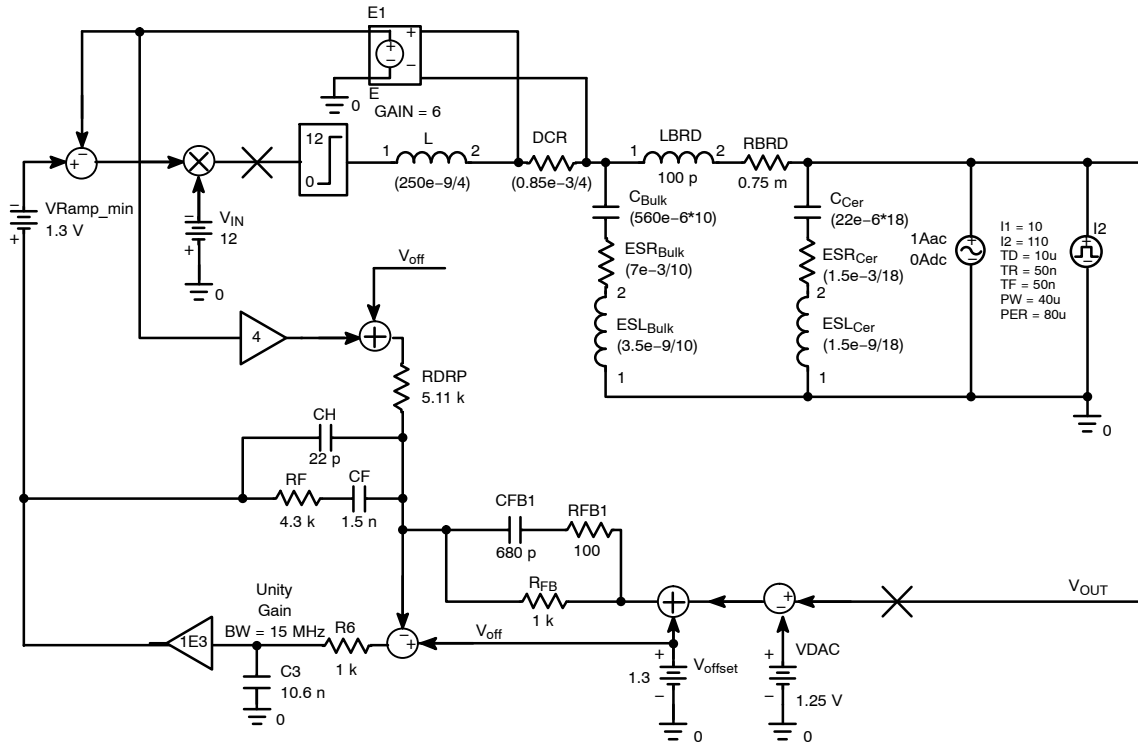 E1
+
+
−
−
E
0
GAIN = 6
+
−
12
0
1
L
2
(250e−9/4)
DCR
(0.85e−3/4)
1
LBRD
2
100 p
RBRD
0.75 m
−
VRamp_min
+
1.3 V
−
VIN
12
+
0
CBulk
(560e−6*10)
ESRBulk
(7e−3/10)
2
ESLBulk
(3.5e−9/10)
1
CCer
(22e−6*18)
ESRCer
(1.5e−3/18)
2
ESLCer
(1.5e−9/18)
1
1Aac
0Adc
+
−
I1 = 10
I2 = 110
TD = 10u
TR = 50n
TF = 50n
PW = 40u
PER = 80u
I2
+
−
0
Voff
4
+
RDRP
5.11 k
CH
22 p
RF
CF
4.3 k
1.5 n
CFB1
RFB1
680 p
100
RFB
1 k
+
+
−
VOUT
Unity
Gain
BW = 15 MHz
1E3
R6
1 k
−
+
Voff
C3
10.6 n
0
+
1.3
Voffset
−
0
+
VDAC
−
1.25 V
0